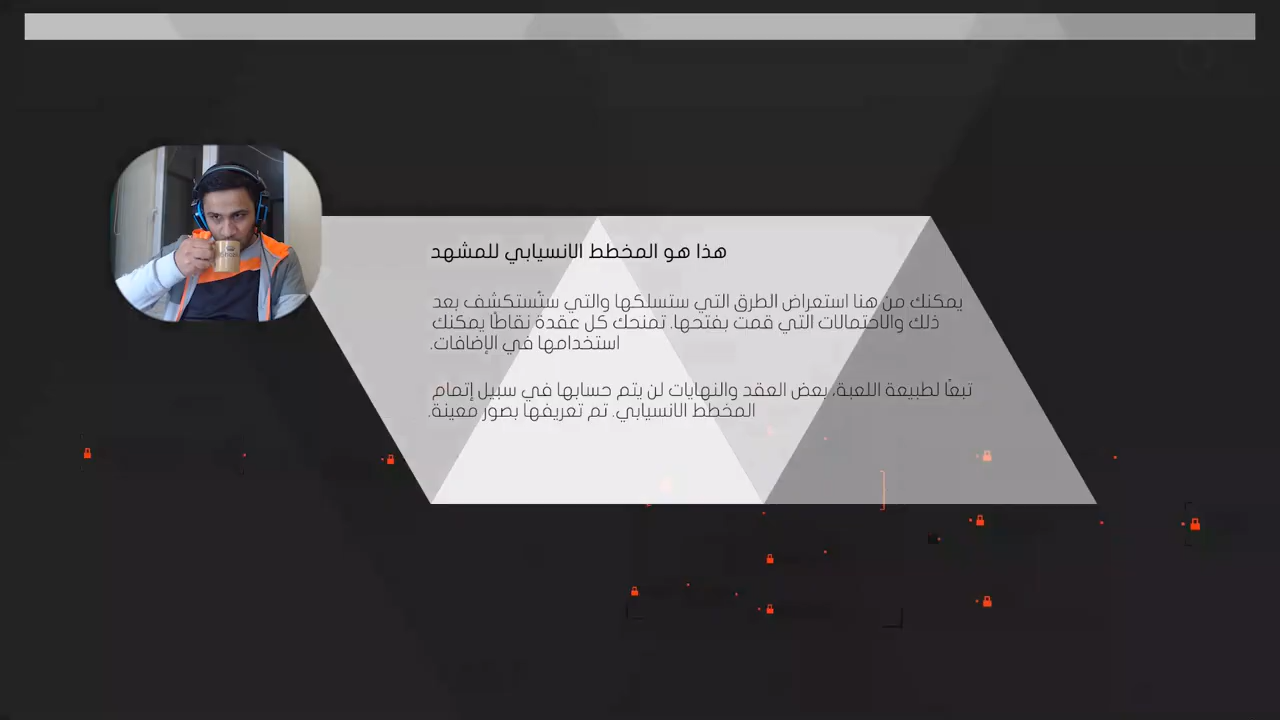 هذا هو المخطط الانسيابي للمشهد
يمكنك من هنا استعراض الطرق التي ستسلكها والتي ستُستكشف بعد
ذلك والاحتمالات التي قمت بفتحها. تمنحك كل عقدة نقاطًا يمكنك
استخدامها في الإضافات.
تبعًا لطبيعة اللعبة، بعض العقد والنهايات لن يتم حسابها في سبيل إتمام
المخطط الانسيابي. تم تعريفها بصور معينة.